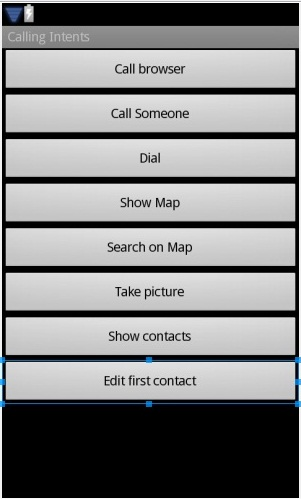 Calling Intents
Call browser
Call Someone
Dial
Show Map
Search on Map
Take picture
Show contacts
Edit first contact